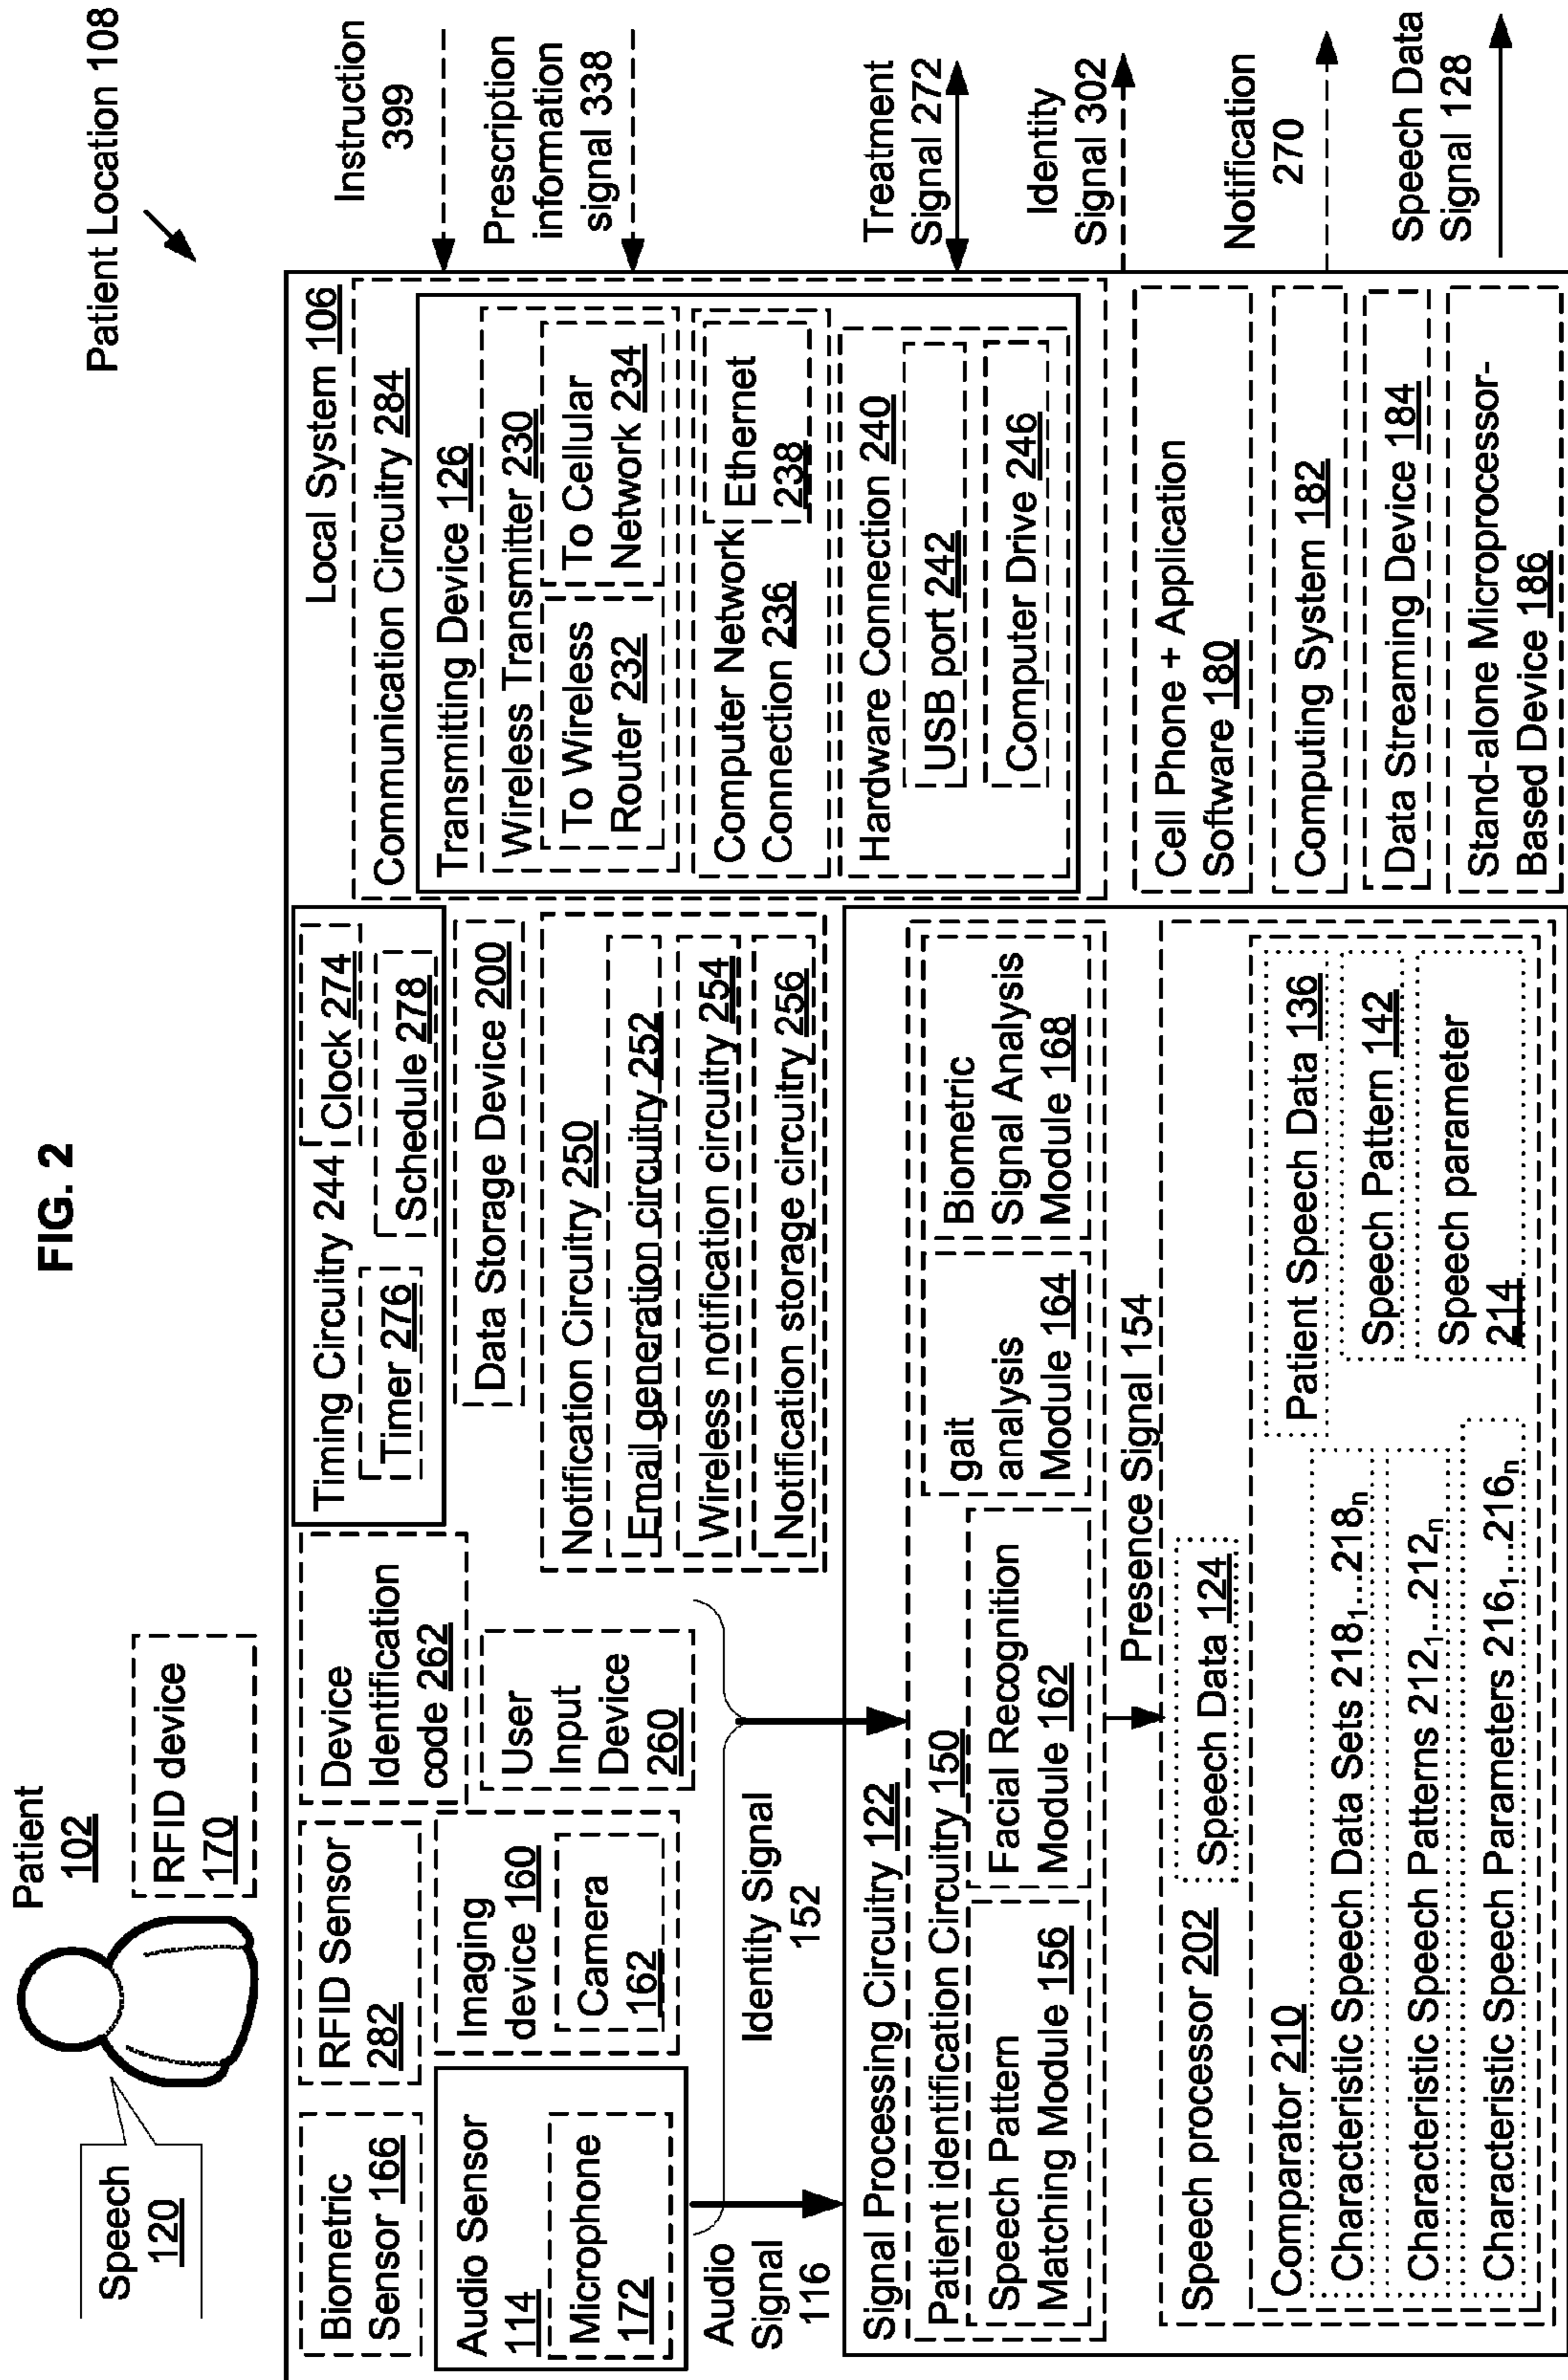 FIG. 2
Patient Location 108
Patient
102
Speech
120
RFID device
170
Local System 106
Biometric
Sensor 166
RFID Sensor
282
Device
Identification
code 262
Timing Circuitry 244
Clock 274
Timer 276
Schedule 278
Audio Sensor
114
Microphone
172
Imaging
device 160
Camera
162
User
Input
Device
260
Data Storage Device 200
Notification Circuitry 250
Email generation circuitry 252
Wireless notification circuitry 254
Notification storage circuitry 256
Communication Circuitry 284
Transmitting Device 126
Wireless Transmitter 230
To Wireless
Router 232
To Cellular
Network 234
Computer Network
Connection 236
Ethernet
238
Hardware Connection 240
USB port 242
Computer Drive 246
Instruction
399
Prescription
information
signal 338
Treatment
Signal 272
Identity
Signal 302
Notification
270
Speech Data
Signal 128
Audio
Signal
116
Identity Signal
152
Signal Processing Circuitry 122
Patient identification Circuitry 150
Speech Pattern
Matching Module 156
Facial Recognition
Module 162
gait
analysis
Module 164
Biometric
Signal Analysis
Module 168
Presence Signal 154
Speech processor 202
Speech Data 124
Comparator 210
Characteristic Speech Data Sets 218₁...218ₙ
Characteristic Speech Patterns 212₁...212ₙ
Characteristic Speech Parameters 216₁...216ₙ
Patient Speech Data 136
Speech Pattern 142
Speech parameter
214
Cell Phone + Application
Software 180
Computing System 182
Data Streaming Device 184
Stand-alone Microprocessor-
Based Device 186